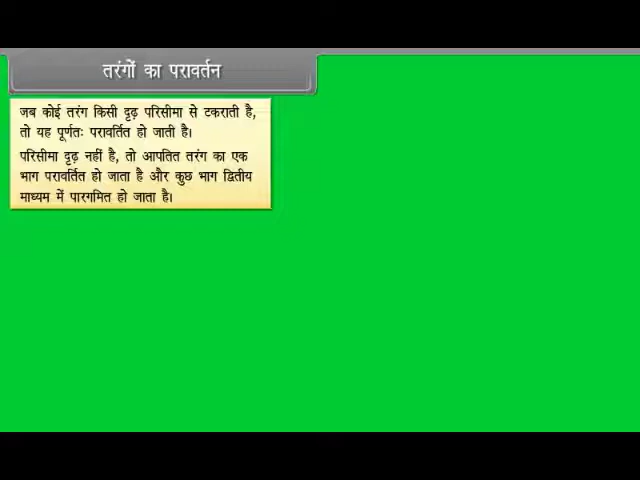 तरंगों का परावर्तन
जब कोई तरंग किसी दृढ़ परिसीमा से टकराती है,
तो यह पूर्णतः परावर्तित हो जाती है।
परिसीमा दृढ़ नहीं है, तो आपतित तरंग का एक
भाग परावर्तित हो जाता है और कुछ भाग द्वितीय
माध्यम में पारगमित हो जाता है।